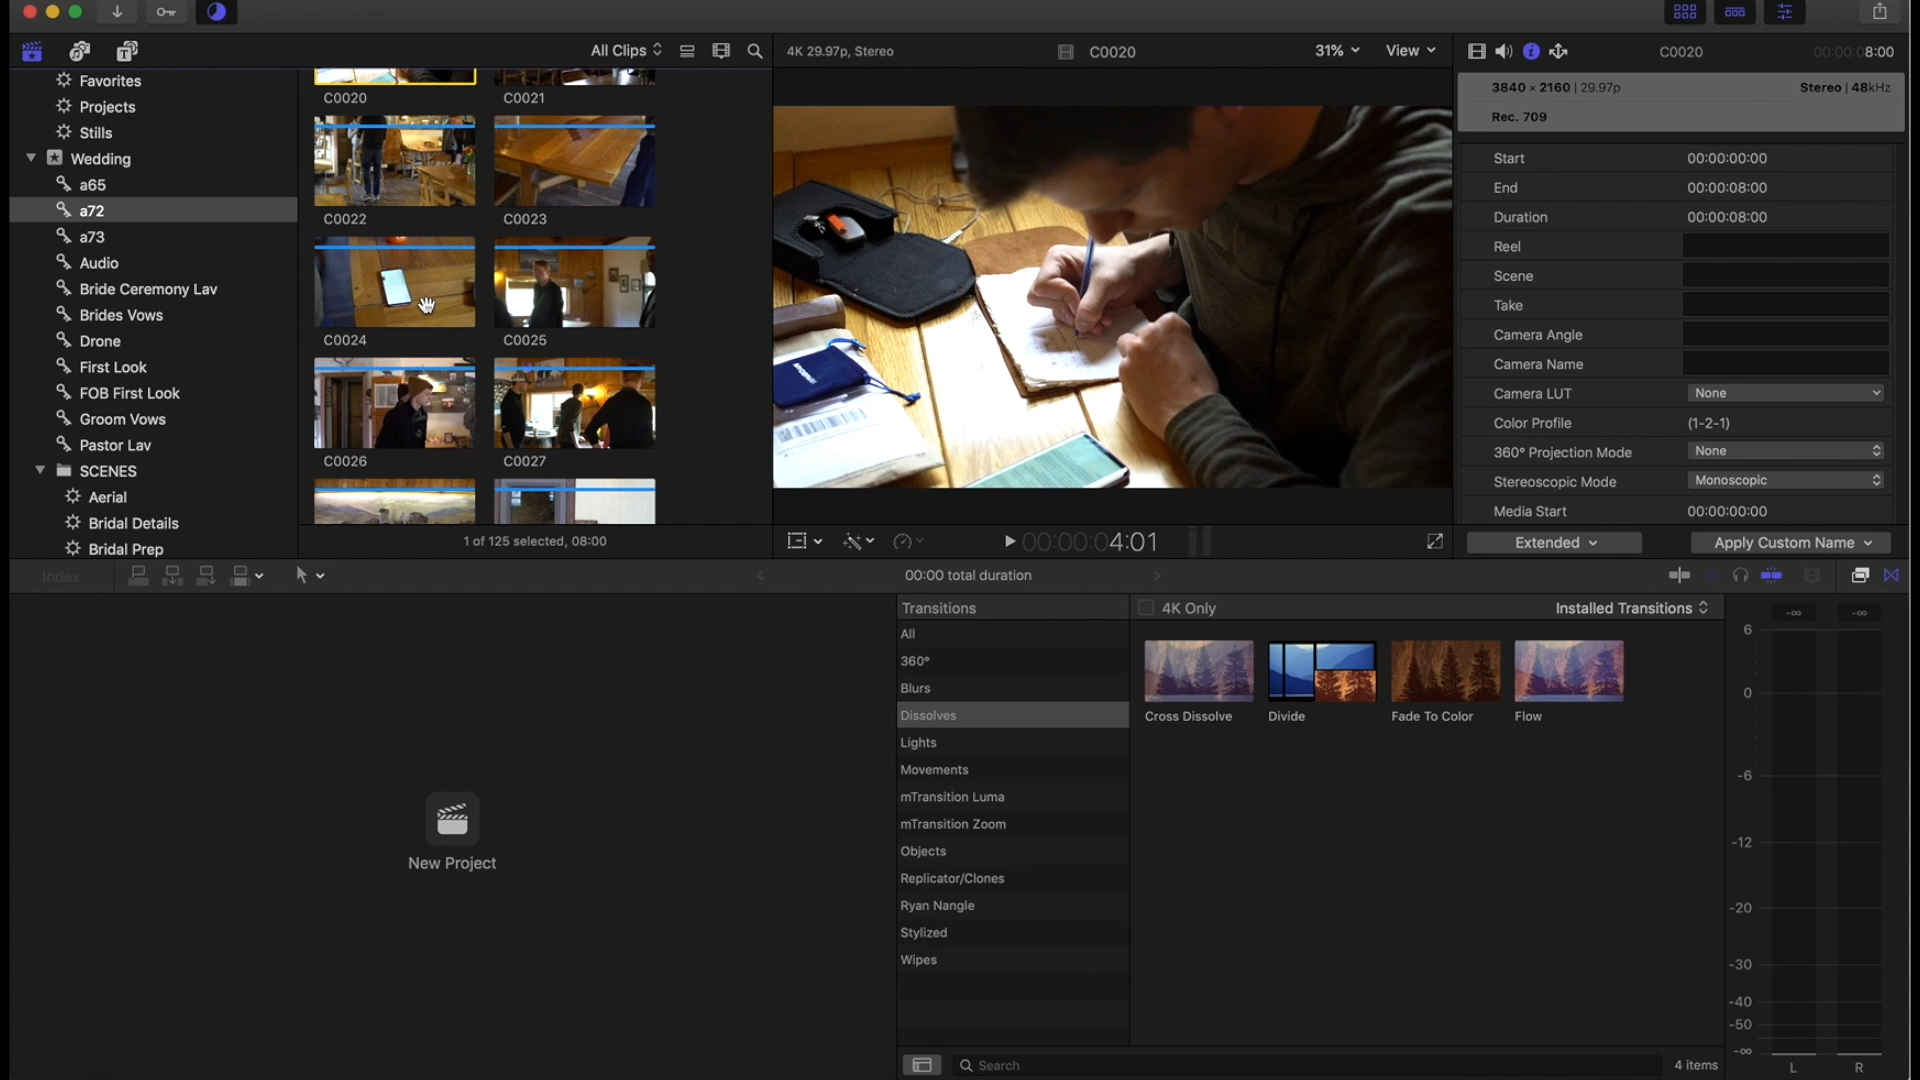 All Clips
4K 29.97p, Stereo
C0020
31%
View
C0020
00:00:08:00
Favorites
Projects
Stills
Wedding
a65
a72
a73
Audio
Bride Ceremony Lav
Brides Vows
Drone
First Look
FOB First Look
Groom Vows
Pastor Lav
SCENES
Aerial
Bridal Details
Bridal Prep
C0020
C0021
C0022
C0023
C0024
C0025
C0026
C0027
1 of 125 selected, 08:00
00:00:04:01
3840 × 2160 | 29.97p
Stereo | 48kHz
Rec. 709
Start 00:00:00:00
End 00:00:08:00
Duration 00:00:08:00
Reel
Scene
Take
Camera Angle
Camera Name
Camera LUT None
Color Profile (1-2-1)
360° Projection Mode None
Stereoscopic Mode Monoscopic
Media Start 00:00:00:00
Extended
Apply Custom Name
Index
00:00 total duration
New Project
Transitions
All
360°
Blurs
Dissolves
Lights
Movements
mTransition Luma
mTransition Zoom
Objects
Replicator/Clones
Ryan Nangle
Stylized
Wipes
4K Only
Installed Transitions
Cross Dissolve
Divide
Fade To Color
Flow
Search
4 items
-∞ -∞
6
0
-6
-12
-20
-30
-40
-50
-∞
L R